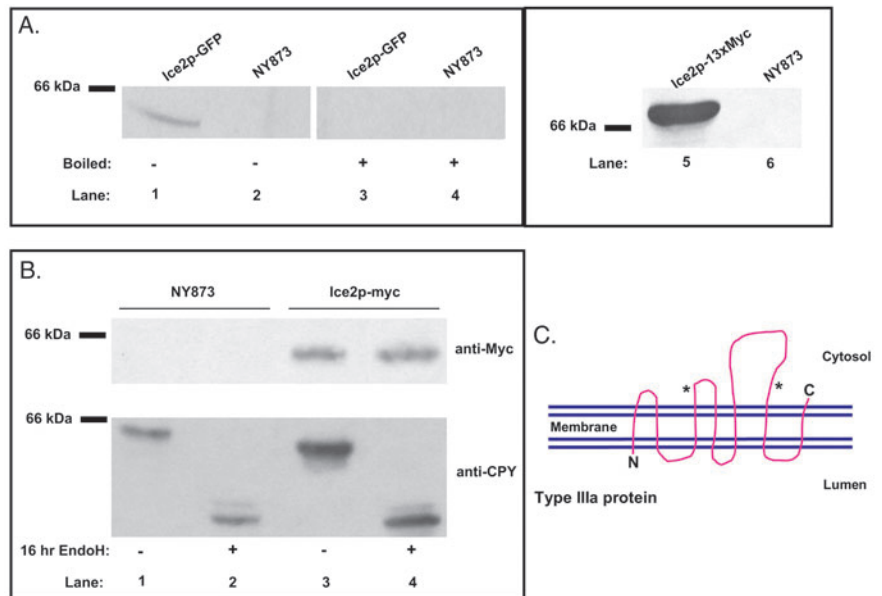 A.
Ice2p-GFP NY873 Ice2p-GFP NY873
66 kDa
Boiled: - - + +
Lane: 1 2 3 4
Ice2p-13xMyc NY873
66 kDa
Lane: 5 6
B.
NY873 Ice2p-myc
66 kDa
anti-Myc
66 kDa
anti-CPY
16 hr EndoH: - + - +
Lane: 1 2 3 4
C.
Cytosol
* *
C
Membrane
N
Lumen
Type IIIa protein